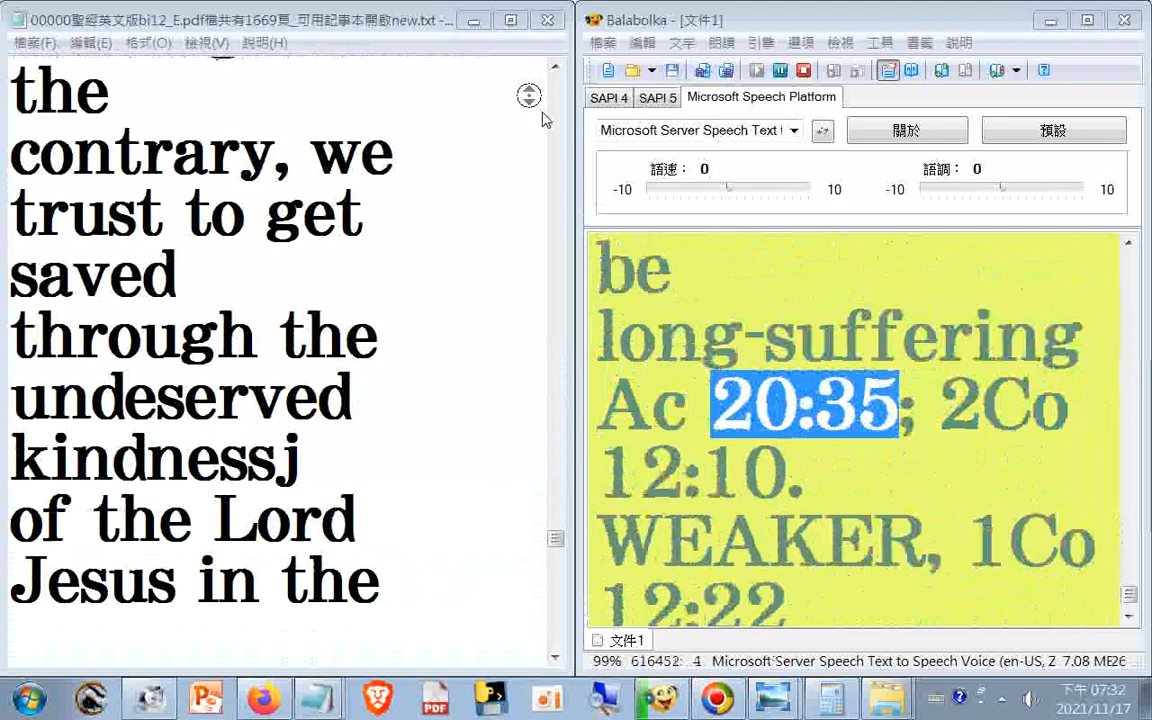 00000聖經英文版bi12_E.pdf檔共有1669頁_可用記事本開啟new.txt -...
檔案(F) 編輯(E) 格式(O) 檢視(V) 說明(H)
the
contrary, we
trust to get
saved
through the
undeserved
kindnessj
of the Lord
Jesus in the
Balabolka - [文件1]
檔案 編輯 文字 朗讀 引擎 選項 檢視 工具 書籤 說明
SAPI 4 SAPI 5 Microsoft Speech Platform
Microsoft Server Speech Text
關於 預設
語速： 0 語調： 0
-10 10 -10 10
be
long-suffering
Ac 20:35; 2Co
12:10.
WEAKER, 1Co
12:22
文件1
99% 616452: 4 Microsoft Server Speech Text to Speech Voice (en-US, Z 7.08 ME26
PDF
下午 07:32
2021/11/17